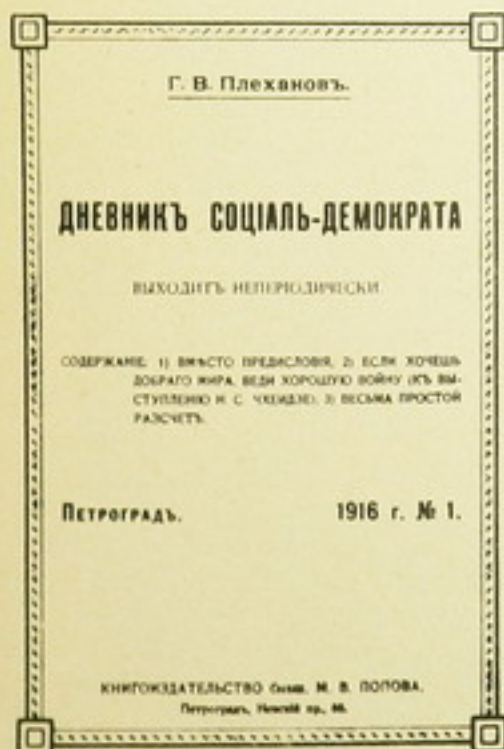 Г. В. Плехановъ.
ДНЕВНИКЪ СОЦІАЛЬ-ДЕМОКРАТА
ВЫХОДИТЪ НЕПЕРІОДИЧЕСКИ
СОДЕРЖАНІЕ: 1) ВМѢСТО ПРЕДИСЛОВІЯ, 2) ЕСЛИ ХОЧЕШЬ
ДОБРАГО МИРА, ВЕДИ ХОРОШУЮ ВОЙНУ (КЪ ВЫ-
СТУПЛЕНІЮ Н. С. ЧХЕИДЗЕ). 3) ВЕСЬМА ПРОСТОЙ
РАЗСЧЕТЪ.
ПЕТРОГРАДЪ. 1916 г. № 1.
КНИГОИЗДАТЕЛЬСТВО М. В. ПОПОВА.
Петроградъ, Невскій пр.,